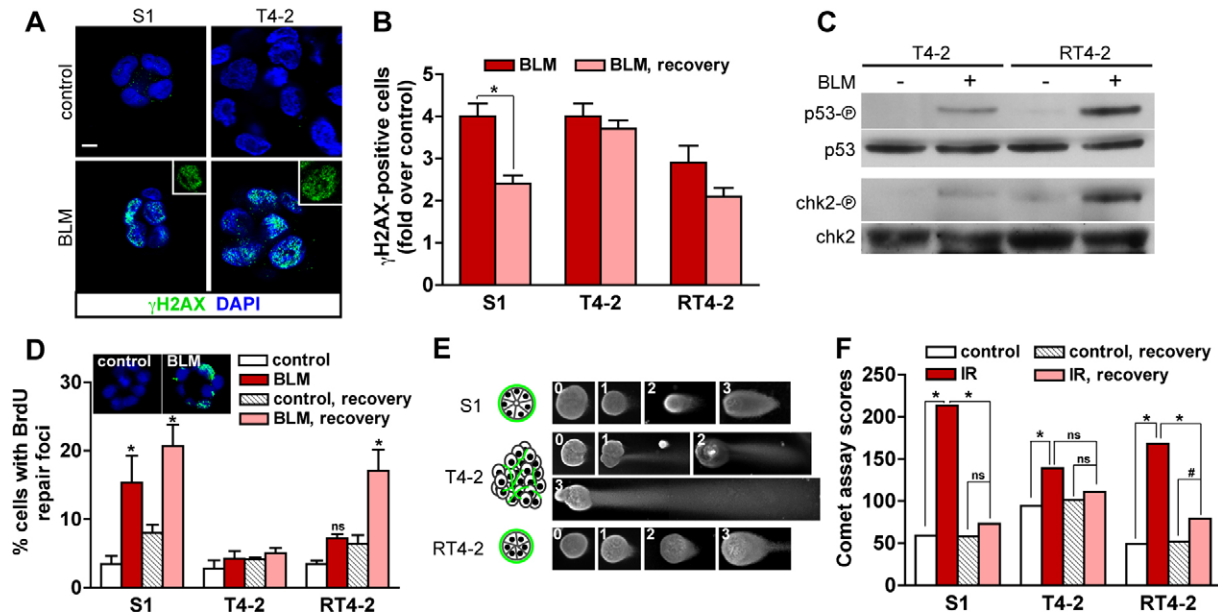 A
S1 T4-2
control
BLM
γH2AX DAPI
B
BLM BLM, recovery
γH2AX-positive cells
(fold over control)
5
4
3
2
1
0
*
S1 T4-2 RT4-2
C
T4-2 RT4-2
BLM - + - +
p53-Ⓟ
p53
chk2-Ⓟ
chk2
D
control BLM
control
BLM
control, recovery
BLM, recovery
% cells with BrdU
repair foci
30
20
10
0
* * ns *
S1 T4-2 RT4-2
E
S1 0 1 2 3
T4-2 0 1 2
3
RT4-2 0 1 2 3
F
control control, recovery
IR IR, recovery
Comet assay scores
250
200
150
100
50
0
* * ns
* ns ns
* * #
S1 T4-2 RT4-2